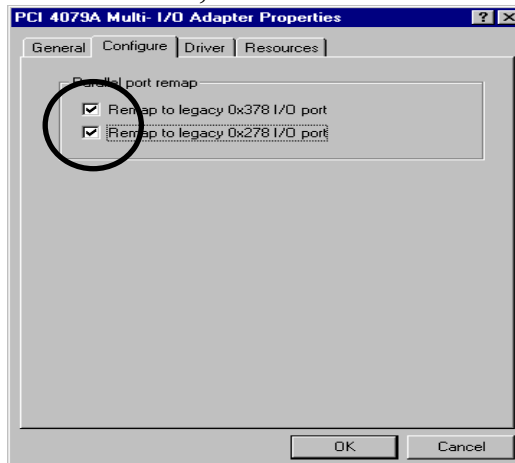 PCI 4079A Multi- I/O Adapter Properties
General Configure Driver Resources
Parallel port remap
Remap to legacy 0x378 I/O port
Remap to legacy 0x278 I/O port
OK Cancel